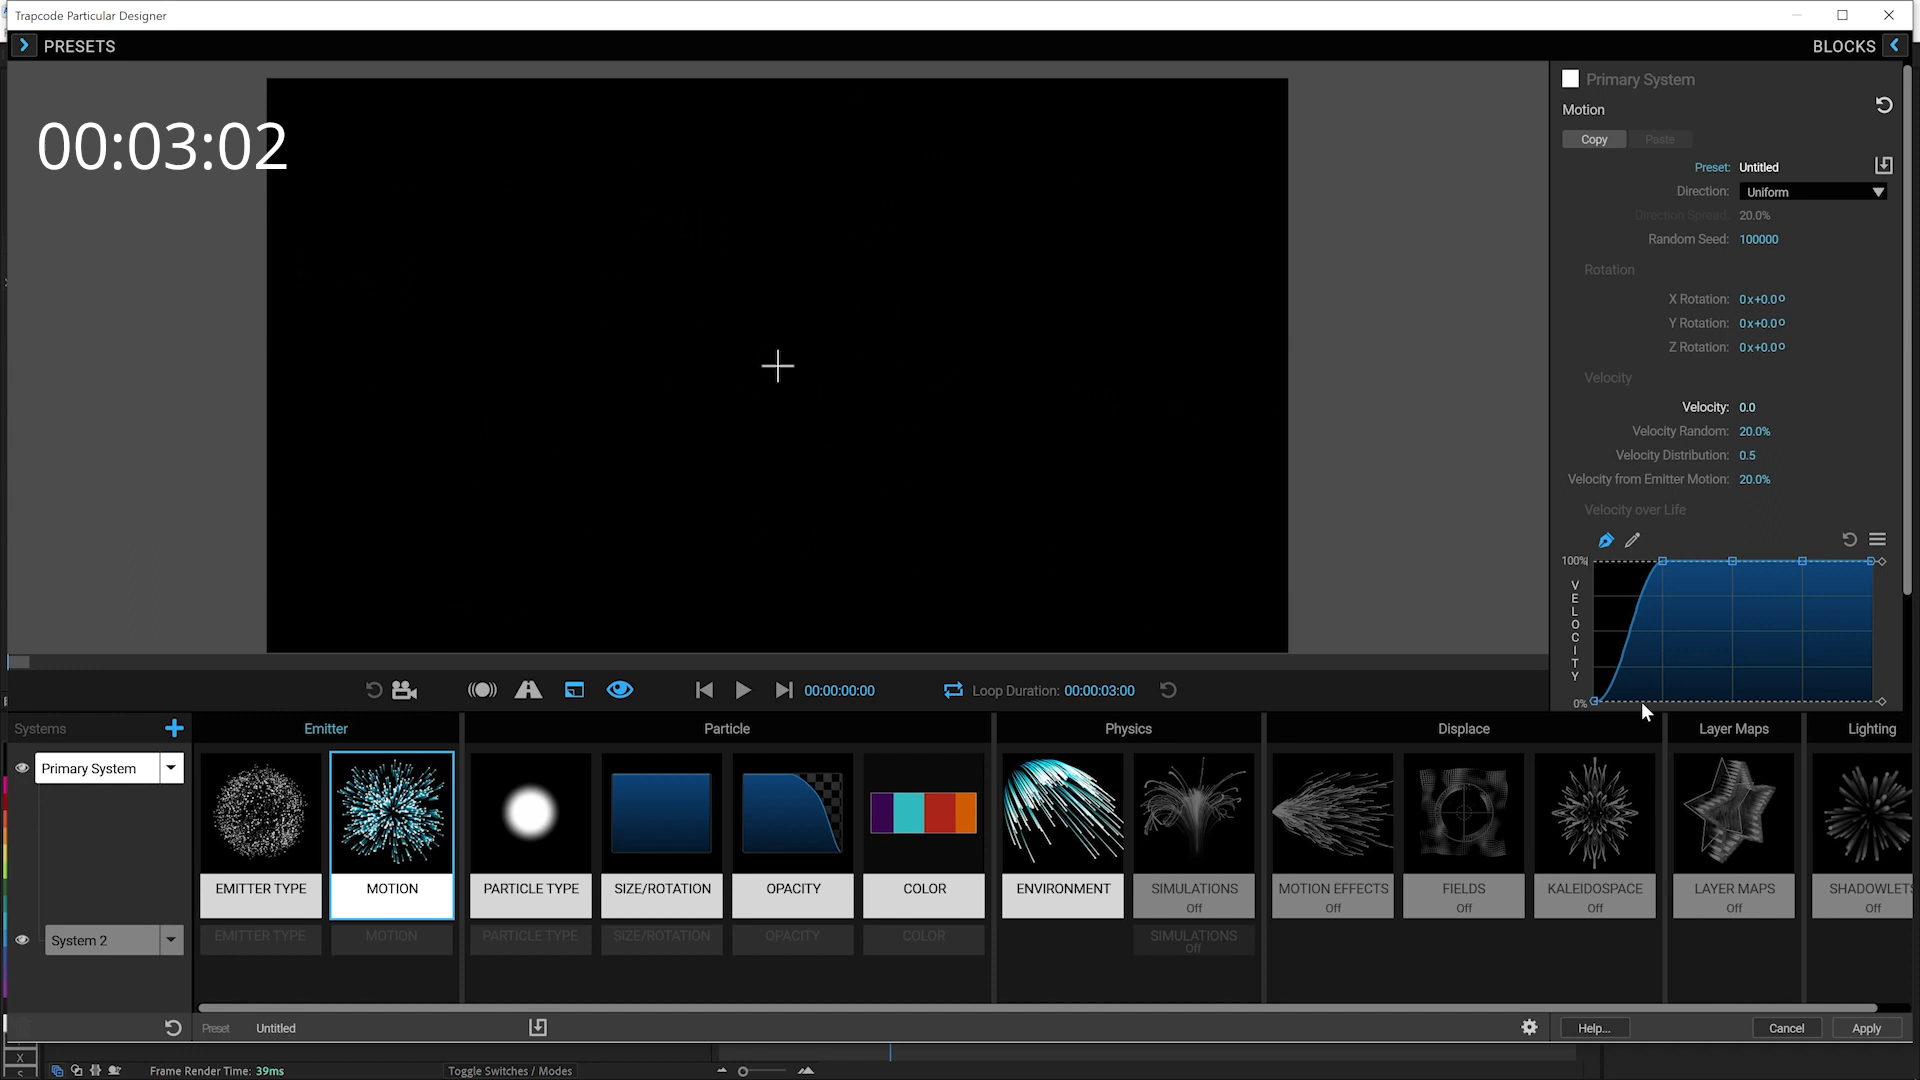 Trapcode Particular Designer
PRESETS
BLOCKS
00:03:02
Primary System
Motion
Copy
Paste
Preset: Untitled
Direction: Uniform
Direction Spread: 20.0%
Random Seed: 100000
Rotation
X Rotation: 0x+0.0º
Y Rotation: 0x+0.0º
Z Rotation: 0x+0.0º
Velocity
Velocity: 0.0
Velocity Random: 20.0%
Velocity Distribution: 0.5
Velocity from Emitter Motion: 20.0%
Velocity over Life
100%
VELOCITY
0%
00:00:00:00
Loop Duration: 00:00:03:00
Systems
Emitter
Particle
Physics
Displace
Layer Maps
Lighting
Primary System
EMITTER TYPE
MOTION
PARTICLE TYPE
SIZE/ROTATION
OPACITY
COLOR
ENVIRONMENT
SIMULATIONS
Off
MOTION EFFECTS
Off
FIELDS
Off
KALEIDOSPACE
Off
LAYER MAPS
Off
SHADOWLETS
Off
System 2
EMITTER TYPE
MOTION
PARTICLE TYPE
SIZE/ROTATION
OPACITY
COLOR
SIMULATIONS
Off
Preset Untitled
Help...
Cancel
Apply
X
Frame Render Time: 39ms
Toggle Switches / Modes